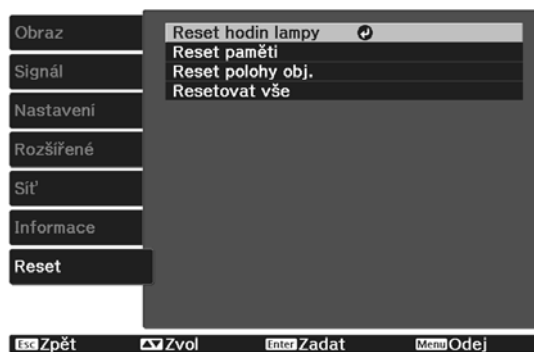 Obraz
Signál
Nastavení
Rozšířené
Síť
Informace
Reset
Reset hodin lampy
Reset paměti
Reset polohy obj.
Resetovat vše
Esc Zpět Zvol Enter Zadat Menu Odej